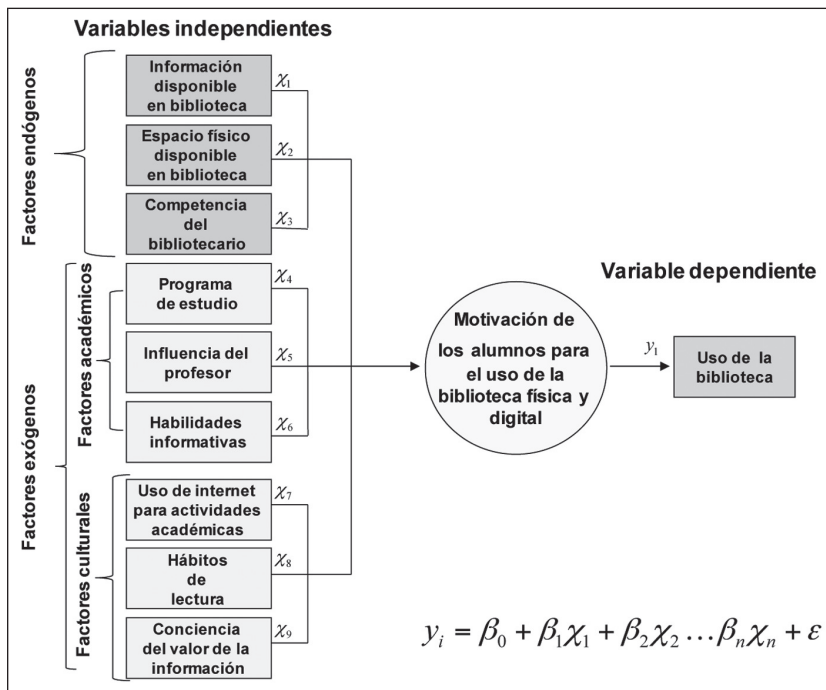 Variables independientes
Factores endógenos
Información
disponible
en biblioteca
χ1
Espacio físico
disponible
en biblioteca
χ2
Competencia
del
bibliotecario
χ3
Factores exógenos
Factores académicos
Programa
de estudio
χ4
Influencia del
profesor
χ5
Habilidades
informativas
χ6
Factores culturales
Uso de internet
para actividades
académicas
χ7
Hábitos
de
lectura
χ8
Conciencia
del valor de la
información
χ9
Motivación de
los alumnos para
el uso de la
biblioteca física y
digital
Variable dependiente
y1
Uso de la
biblioteca
yi = β0 + β1χ1 + β2χ2 ...βnχn + ε